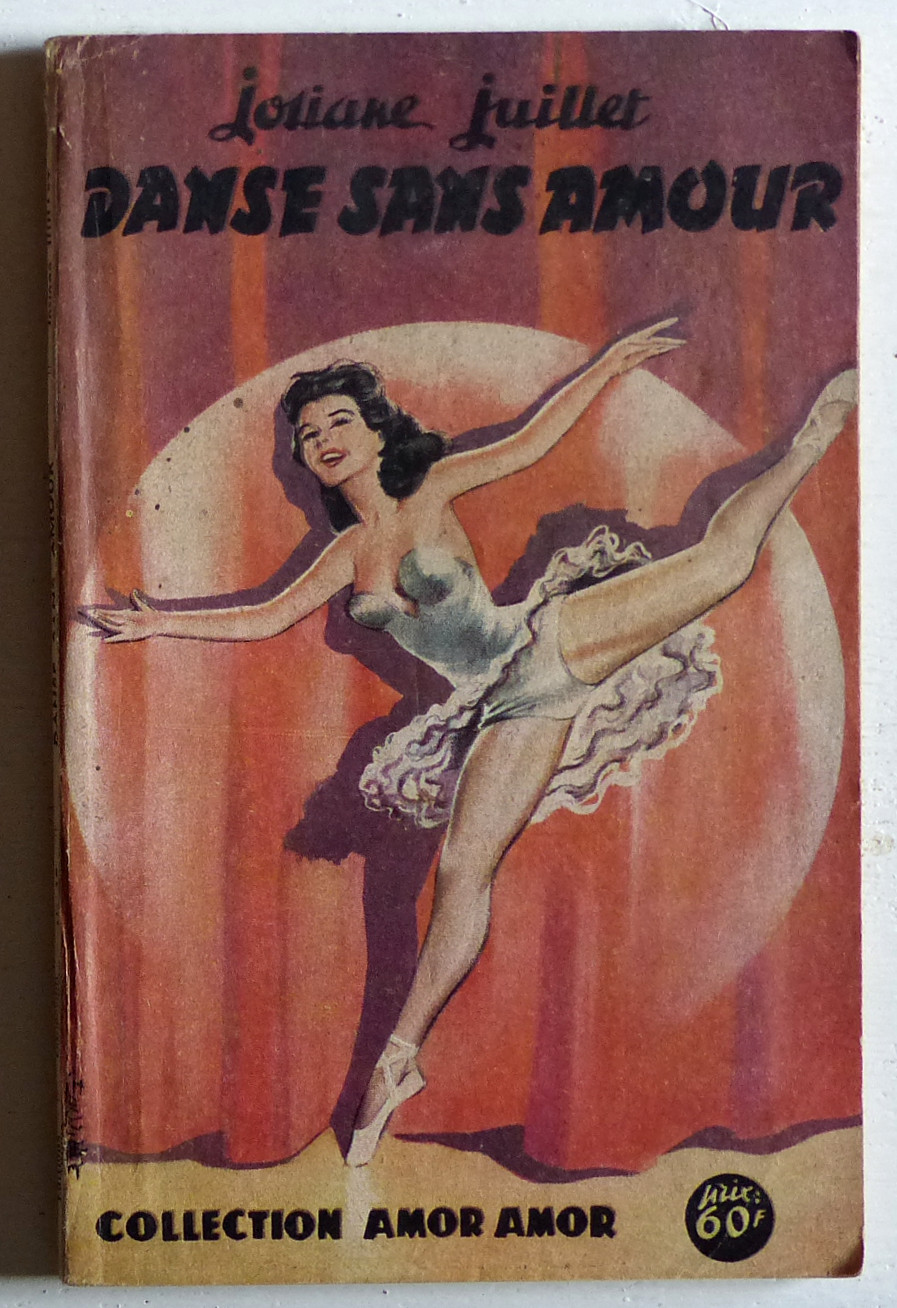 Josiane Juillet
DANSE SANS AMOUR
COLLECTION AMOR AMOR
prix:
60F